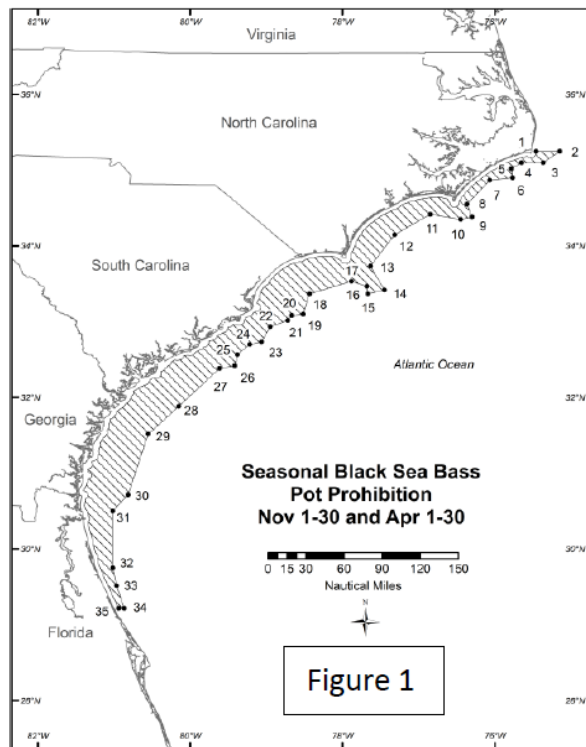 82°W 80°W 78°W 76°W
Virginia
36°N 36°N
North Carolina
1 2
5 4 3
7 6
8
9
11 10
12
34°N 34°N
South Carolina
13
17
16 14
15
18
20
22 19
21
24
23
25
26
Atlantic Ocean
27
32°N 32°N
28
Georgia
29
Seasonal Black Sea Bass
Pot Prohibition
Nov 1-30 and Apr 1-30
30
31
30°N 30°N
0 15 30 60 90 120 150
32
Nautical Miles
33
N
35 34
Florida
Figure 1
28°N 28°N
82°W 80°W 78°W 76°W